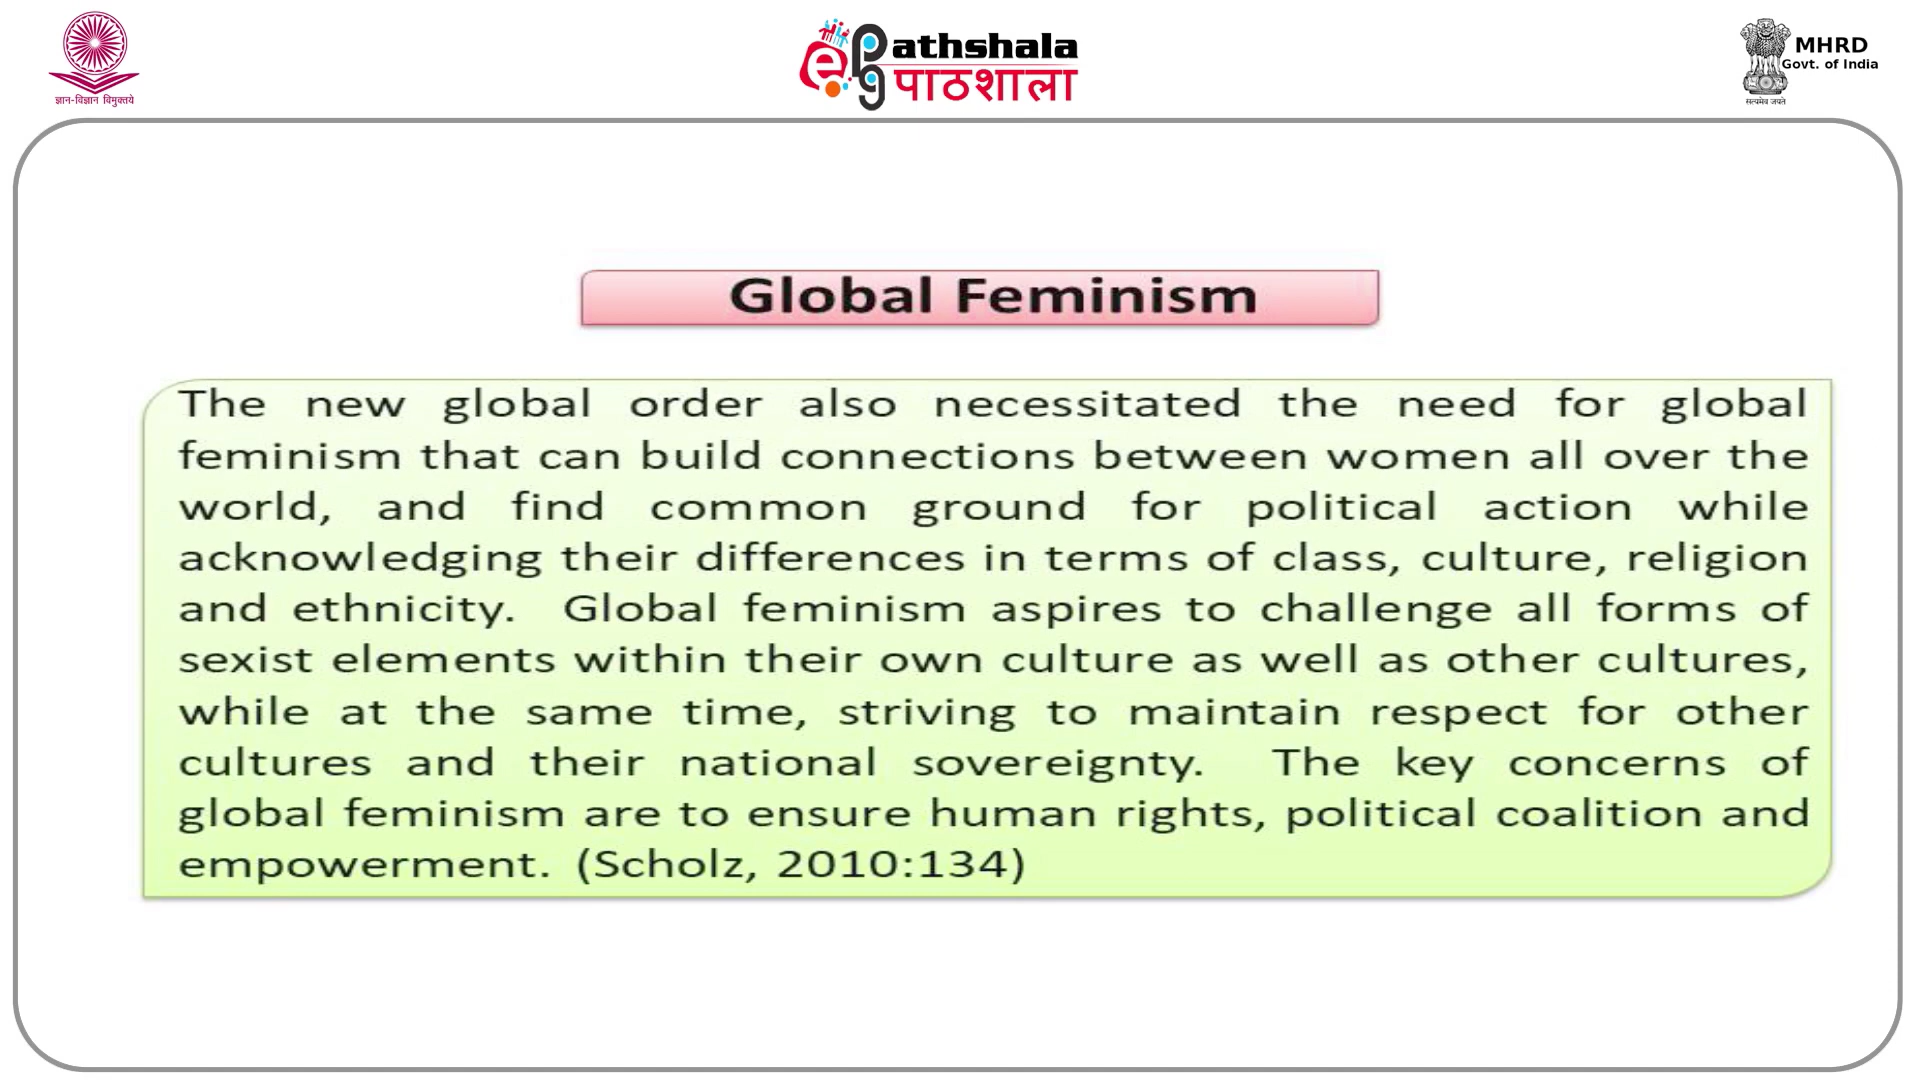 ज्ञान-विज्ञान विमुक्तये
e PG athshala
पाठशाला
MHRD
Govt. of India
सत्यमेव जयते
Global Feminism
The new global order also necessitated the need for global
feminism that can build connections between women all over the
world, and find common ground for political action while
acknowledging their differences in terms of class, culture, religion
and ethnicity. Global feminism aspires to challenge all forms of
sexist elements within their own culture as well as other cultures,
while at the same time, striving to maintain respect for other
cultures and their national sovereignty. The key concerns of
global feminism are to ensure human rights, political coalition and
empowerment. (Scholz, 2010:134)